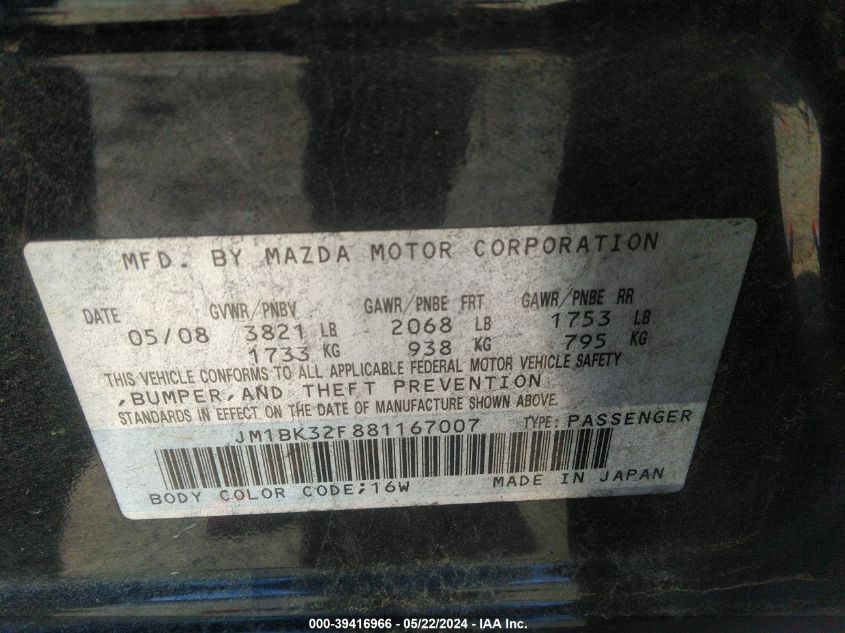 MFD. BY MAZDA MOTOR CORPORATION
DATE GVWR/PNBV GAWR/PNBE FRT GAWR/PNBE RR
05/08 3821 LB 2068 LB 1753 LB
1733 KG 938 KG 795 KG
THIS VEHICLE CONFORMS TO ALL APPLICABLE FEDERAL MOTOR VEHICLE SAFETY
,BUMPER,AND THEFT PREVENTION
STANDARDS IN EFFECT ON THE DATE OF MANUFACTURE SHOWN ABOVE.
JM1BK32F881167007 TYPE: PASSENGER
BODY COLOR CODE;16W MADE IN JAPAN
000-39416966 - 05/22/2024 - IAA Inc.